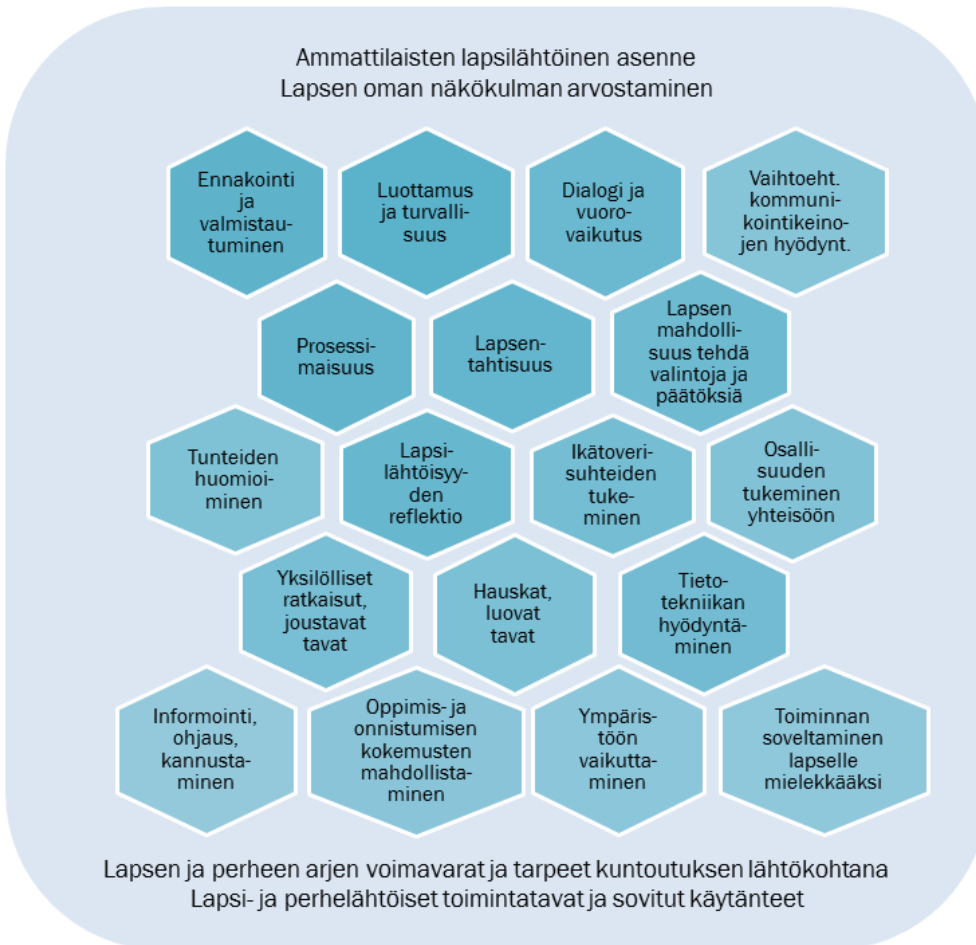 Ammattilaisten lapsilähtöinen asenne
Lapsen oman näkökulman arvostaminen
Ennakointi
ja
valmistau-
tuminen
Luottamus
ja turvalli-
suus
Dialogi ja
vuoro-
vaikutus
Vaihtoeht.
kommuni-
kointikeino-
jen hyödynt.
Prosessi-
maisuus
Lapsen-
tahtisuus
Lapsen
mahdolli-
suus tehdä
valintoja ja
päätöksiä
Tunteiden
huomioi-
minen
Lapsi-
lähtöisyy-
den
reflektio
Ikätoveri-
suhteiden
tuke-
minen
Osalli-
suuden
tukeminen
yhteisöön
Yksilölliset
ratkaisut,
joustavat
tavat
Hauskat,
luovat
tavat
Tieto-
tekniikan
hyödyntä-
minen
Informointi,
ohjaus,
kannusta-
minen
Oppimis- ja
onnistumisen
kokemusten
mahdollista-
minen
Ympäris-
töön
vaikutta-
minen
Toiminnan
soveltaminen
lapselle
mielekkääksi
Lapsen ja perheen arjen voimavarat ja tarpeet kuntoutuksen lähtökohtana
Lapsi- ja perhelähtöiset toimintatavat ja sovitut käytänteet